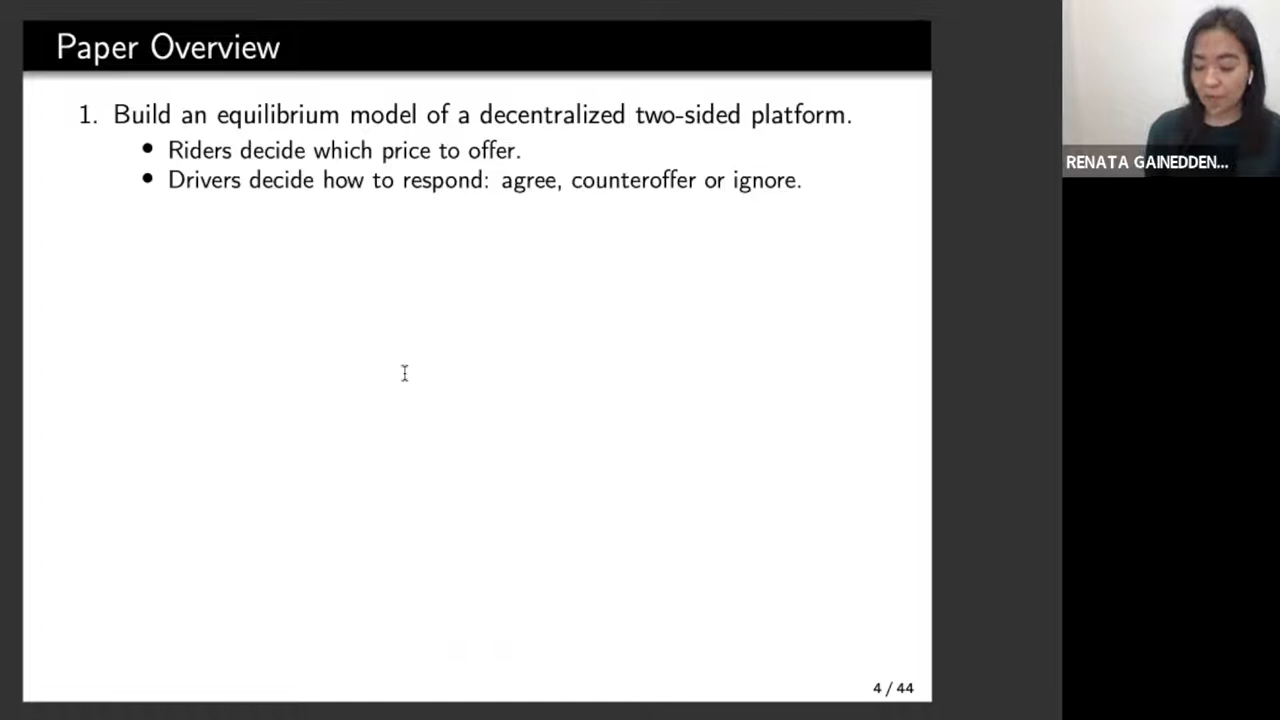 Paper Overview
1. Build an equilibrium model of a decentralized two-sided platform.
• Riders decide which price to offer.
• Drivers decide how to respond: agree, counteroffer or ignore.
4 / 44
RENATA GAINEDDEN...